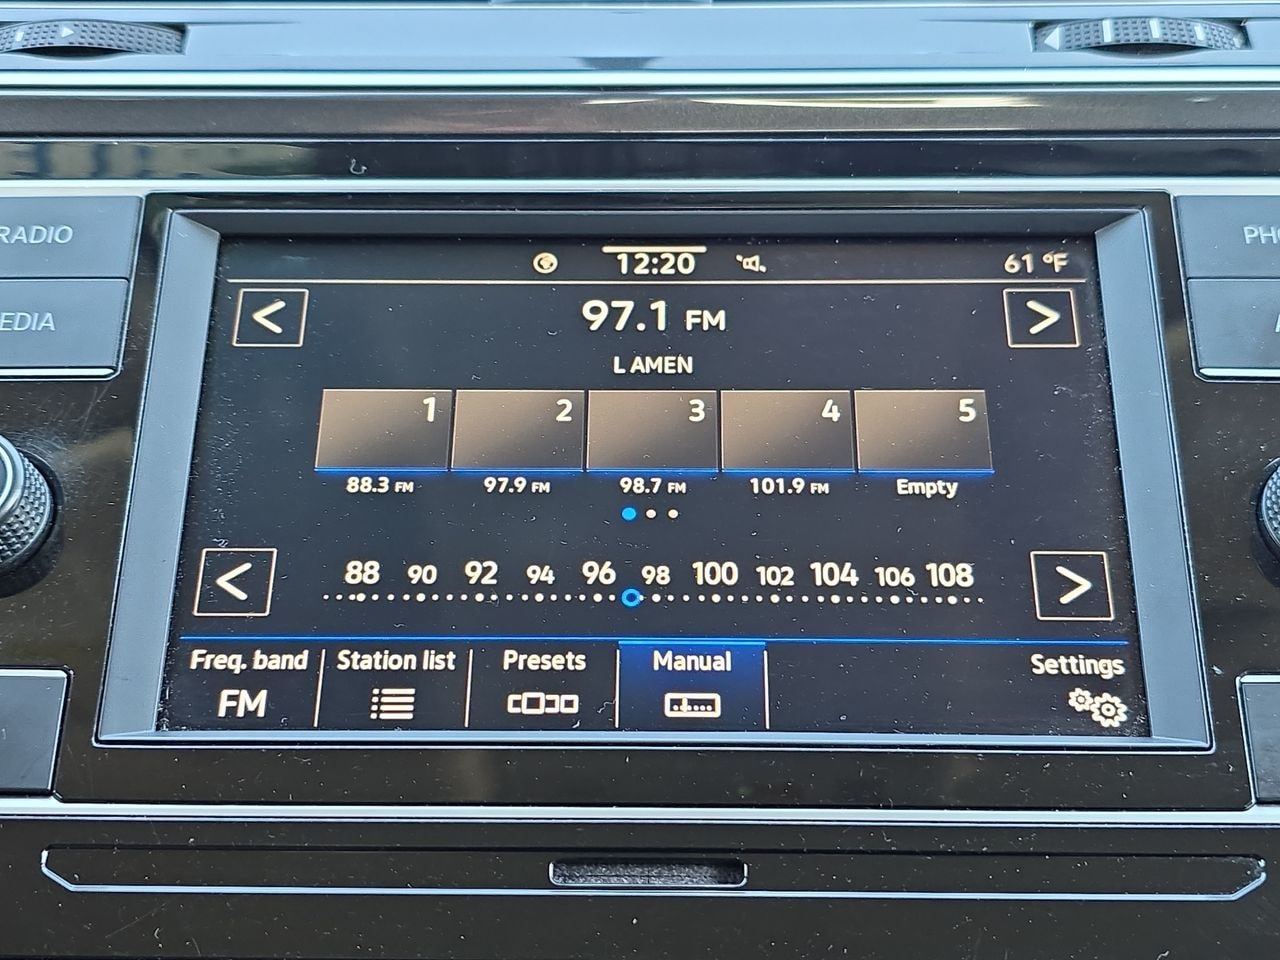 RADIO
EDIA
PHO
12:20
61 °F
<
97.1 FM
>
L AMEN
1 2 3 4 5
88.3 FM 97.9 FM 98.7 FM 101.9 FM Empty
<
88 90 92 94 96 98 100 102 104 106 108
>
Freq. band Station list Presets Manual Settings
FM